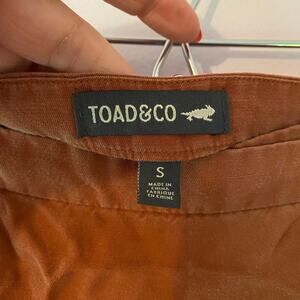 TOAD&CO
S
MADE IN
CHINA
FABRIQUÉ
EN CHINE